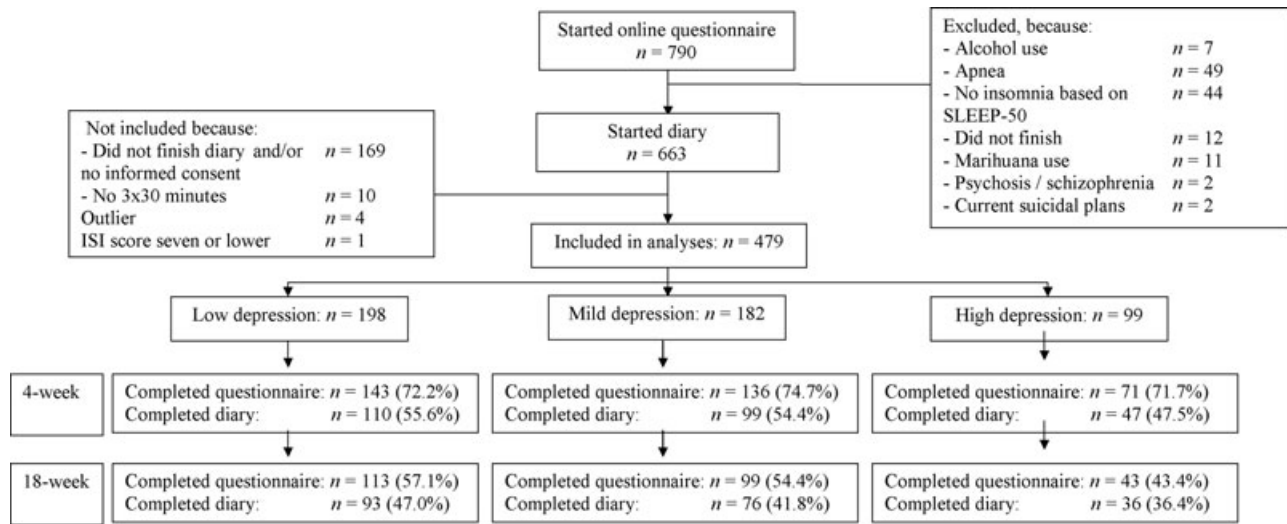 Started online questionnaire
n = 790
Excluded, because:
- Alcohol use n = 7
- Apnea n = 49
- No insomnia based on n = 44
SLEEP-50
- Did not finish n = 12
- Marihuana use n = 11
- Psychosis / schizophrenia n = 2
- Current suicidal plans n = 2
Started diary
n = 663
Not included because:
- Did not finish diary and/or n = 169
no informed consent
- No 3x30 minutes n = 10
Outlier n = 4
ISI score seven or lower n = 1
Included in analyses: n = 479
Low depression: n = 198
Mild depression: n = 182
High depression: n = 99
4-week
Completed questionnaire: n = 143 (72.2%)
Completed diary: n = 110 (55.6%)
Completed questionnaire: n = 136 (74.7%)
Completed diary: n = 99 (54.4%)
Completed questionnaire: n = 71 (71.7%)
Completed diary: n = 47 (47.5%)
18-week
Completed questionnaire: n = 113 (57.1%)
Completed diary: n = 93 (47.0%)
Completed questionnaire: n = 99 (54.4%)
Completed diary: n = 76 (41.8%)
Completed questionnaire: n = 43 (43.4%)
Completed diary: n = 36 (36.4%)